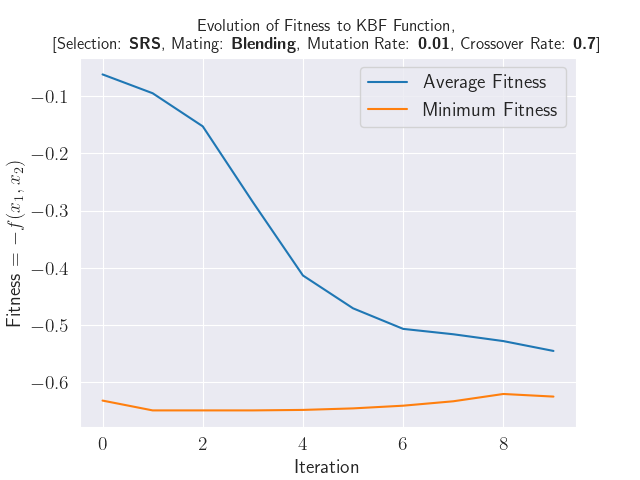 Evolution of Fitness to KBF Function,
[Selection: SRS, Mating: Blending, Mutation Rate: 0.01, Crossover Rate: 0.7]
Average Fitness
Minimum Fitness
Fitness = −f(x₁, x₂)
−0.1
−0.2
−0.3
−0.4
−0.5
−0.6
0 2 4 6 8
Iteration